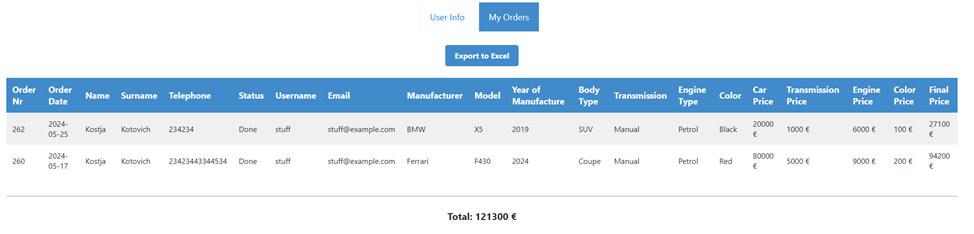 User Info My Orders
Export to Excel
Order Nr Order Date Name Surname Telephone Status Username Email Manufacturer Model Year of Manufacture Body Type Transmission Engine Type Color Car Price Transmission Price Engine Price Color Price Final Price
262 2024-05-25 Kostja Kotovich 234234 Done stuff stuff@example.com BMW X5 2019 SUV Manual Petrol Black 20000 € 1000 € 6000 € 100 € 27100 €
260 2024-05-17 Kostja Kotovich 23423443344534 Done stuff stuff@example.com Ferrari F430 2024 Coupe Manual Petrol Red 80000 € 5000 € 9000 € 200 € 94200 €
Total: 121300 €